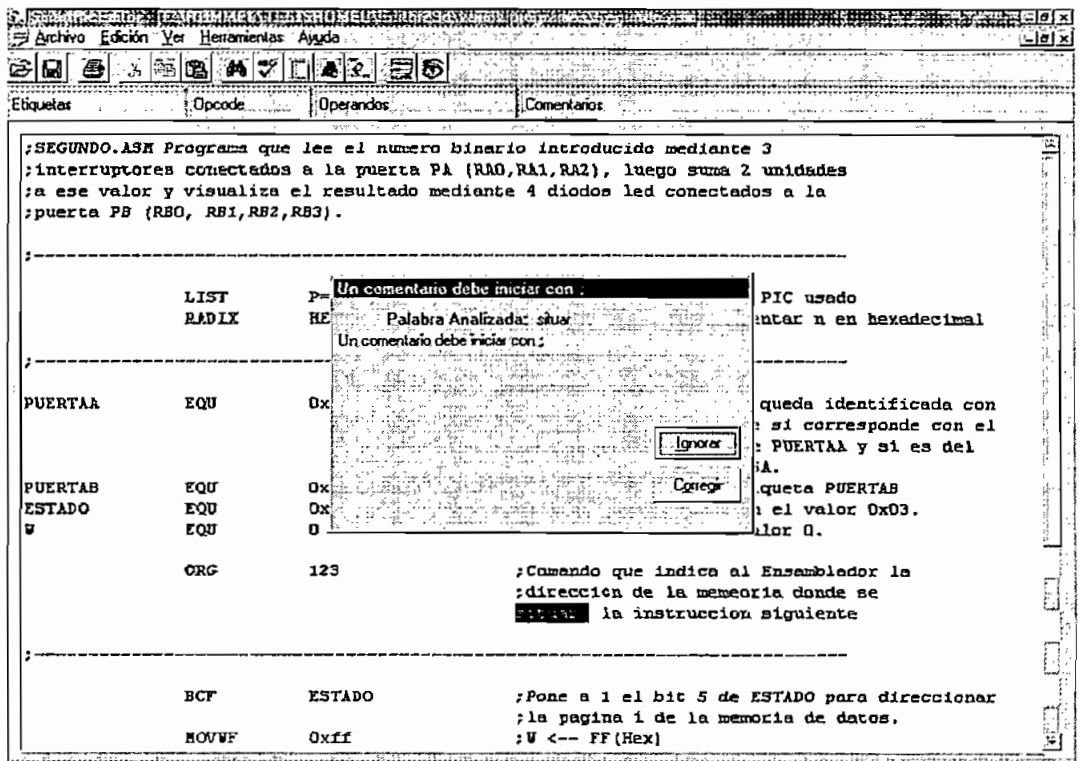 Archivo Edición Ver Herramientas Ayuda
Etiquetas Opcode Operandos Comentarios
;SEGUNDO.ASM Programa que lee el numero binario introducido mediante 3
;interruptores conectados a la puerta PA (RA0,RA1,RA2), luego suma 2 unidades
;a ese valor y visualiza el resultado mediante 4 diodos led conectados a la
;puerta PB (RB0, RB1,RB2,RB3).
;---------------------------------------------------------------
LIST P= PIC usado
RADIX HE ntar n en hexadecimal
;---------------------------------------------------------------
PUERTAA EQU 0x queda identificada con
si corresponde con el
PUERTAA y si es del
PUERTAB EQU 0x queta PUERTAB
ESTADO EQU 0x el valor 0x03.
W EQU 0 alor 0.
Un comentario debe iniciar con ;
Palabra Analizada: situar
Un comentario debe iniciar con ;
Ignorar
Corregir
ORG 123 ;Comando que indica al Ensamblador la
;direccion de la memeoria donde se
situar la instruccion siguiente
;---------------------------------------------------------------
BCF ESTADO ;Pone a 1 el bit 5 de ESTADO para direccionar
;la pagina 1 de la memoria de datos.
MOVWF 0xff ;W <-- FF(Hex)